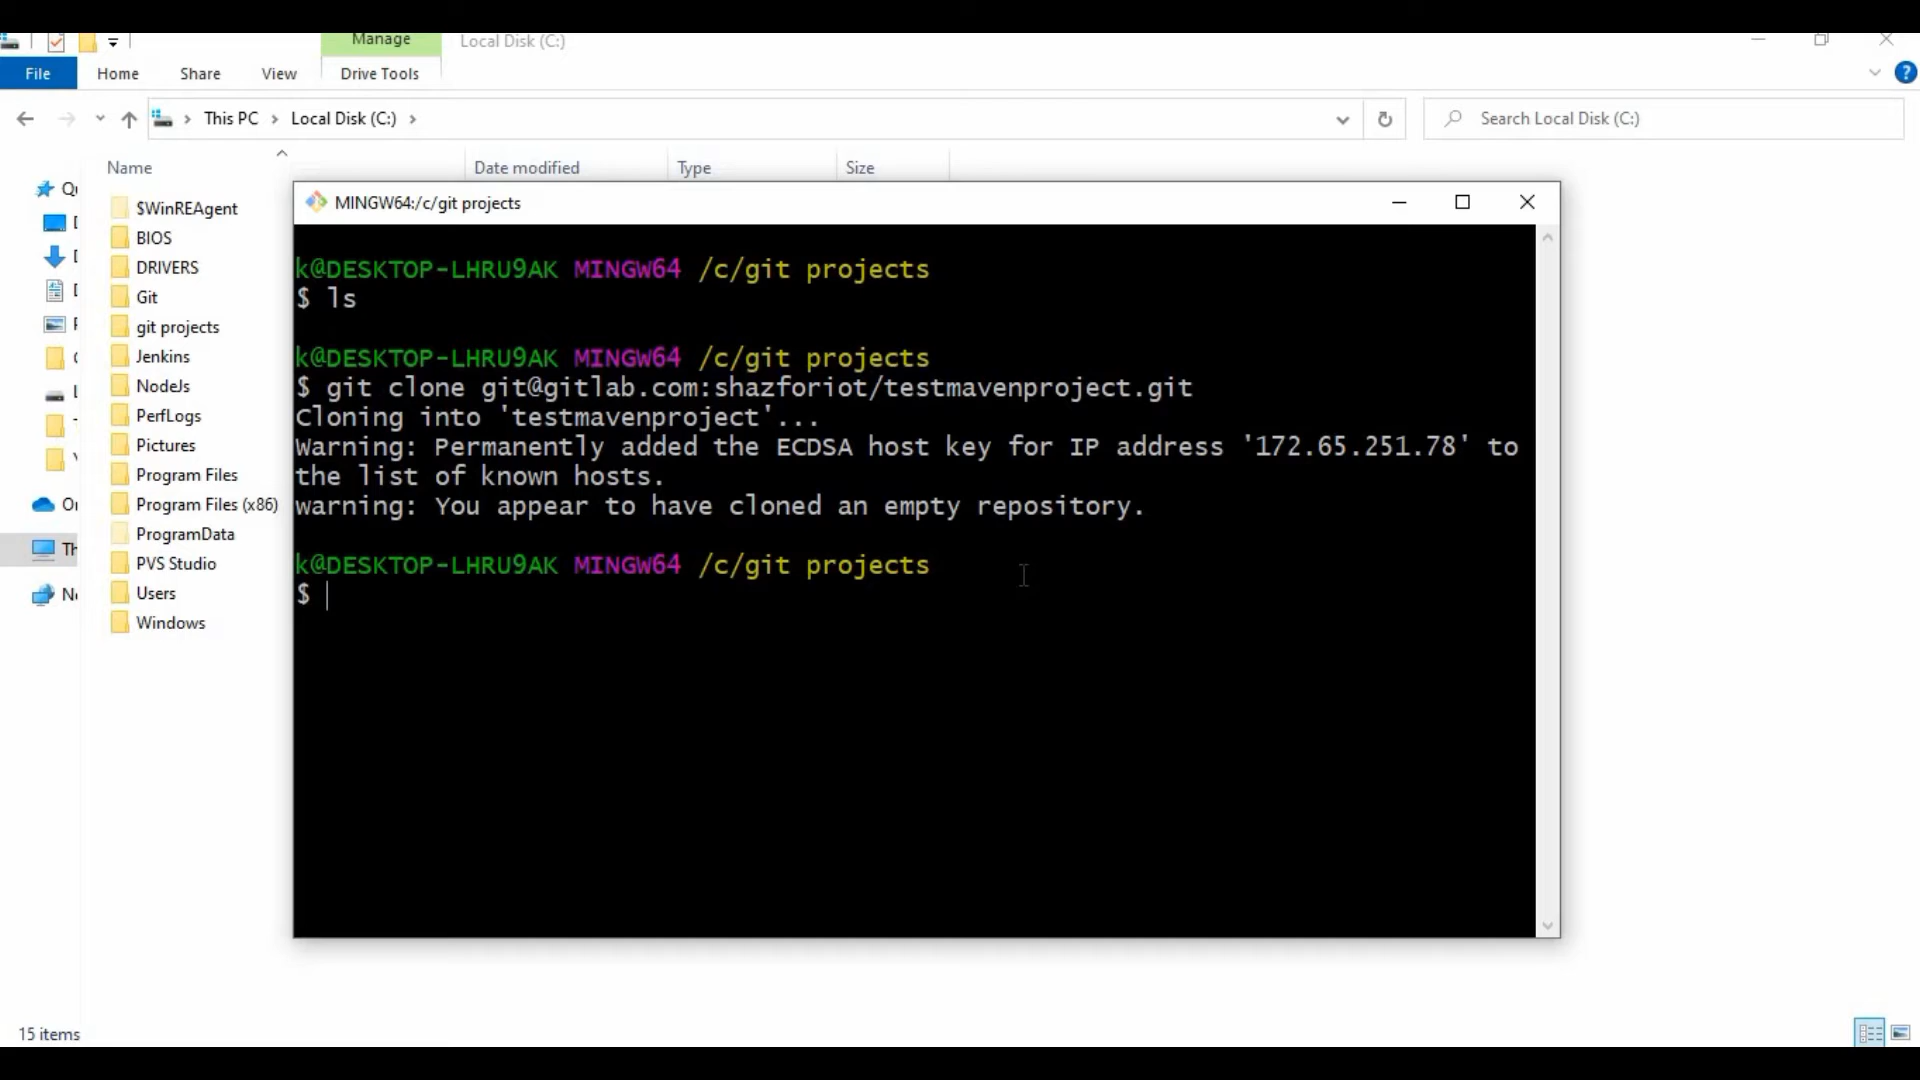 Manage
Local Disk (C:)
File
Home
Share
View
Drive Tools
This PC
Local Disk (C:)
Search Local Disk (C:)
Name
Date modified
Type
Size
$WinREAgent
BIOS
DRIVERS
Git
git projects
Jenkins
NodeJs
PerfLogs
Pictures
Program Files
Program Files (x86)
ProgramData
PVS Studio
Users
Windows
MINGW64:/c/git projects
k@DESKTOP-LHRU9AK MINGW64 /c/git projects
$ ls
k@DESKTOP-LHRU9AK MINGW64 /c/git projects
$ git clone git@gitlab.com:shazforiot/testmavenproject.git
Cloning into 'testmavenproject'...
Warning: Permanently added the ECDSA host key for IP address '172.65.251.78' to
the list of known hosts.
warning: You appear to have cloned an empty repository.
k@DESKTOP-LHRU9AK MINGW64 /c/git projects
$
15 items